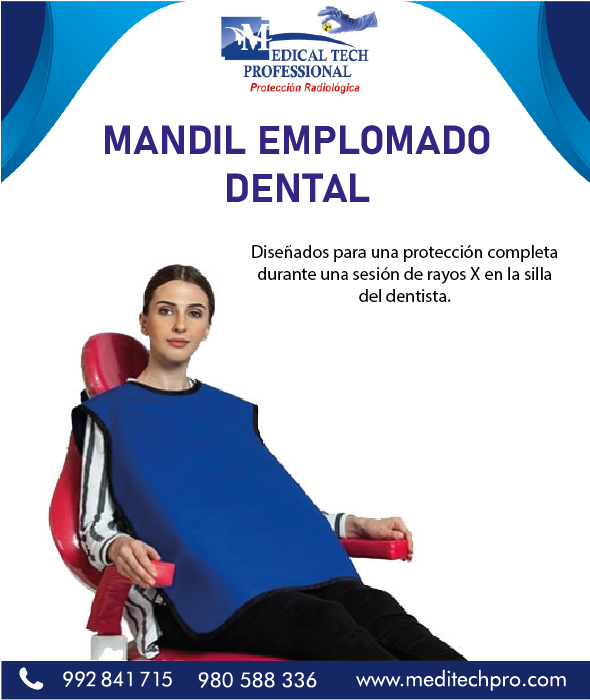 MEDICAL TECH
PROFESSIONAL
Protección Radiológica
MANDIL EMPLOMADO
DENTAL
Diseñados para una protección completa
durante una sesión de rayos X en la silla
del dentista.
992 841 715 980 588 336 www.meditechpro.com